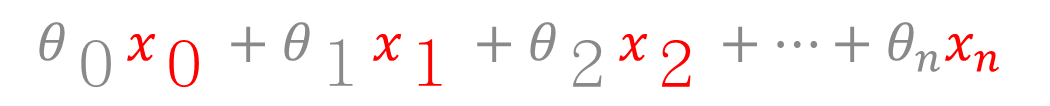 θ₀x₀ + θ₁x₁ + θ₂x₂ + ⋯ + θₙxₙ